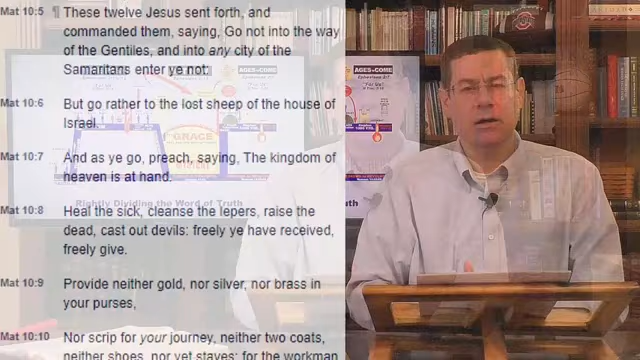 Mat 10:5 ¶ These twelve Jesus sent forth, and
commanded them, saying, Go not into the way
of the Gentiles, and into any city of the
Samaritans enter ye not:
Mat 10:6 But go rather to the lost sheep of the house of
Israel.
Mat 10:7 And as ye go, preach, saying, The kingdom of
heaven is at hand.
Mat 10:8 Heal the sick, cleanse the lepers, raise the
dead, cast out devils: freely ye have received,
freely give.
Mat 10:9 Provide neither gold, nor silver, nor brass in
your purses,
Mat 10:10 Nor scrip for your journey, neither two coats,
neither shoes, nor yet staves: for the workman
AGES-COME
AGES-COME
GRACE
Rightly Dividing the Word of Truth
Truth